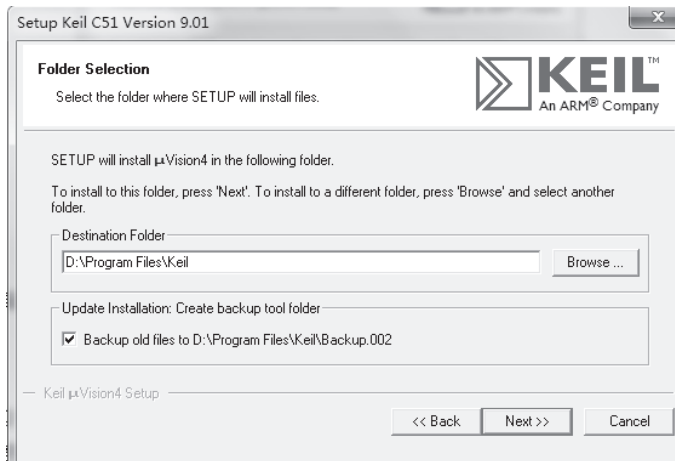 Setup Keil C51 Version 9.01
Folder Selection
Select the folder where SETUP will install files.
KEIL™
An ARM® Company
SETUP will install µVision4 in the following folder.
To install to this folder, press 'Next'. To install to a different folder, press 'Browse' and select another
folder.
Destination Folder
D:\Program Files\Keil
Browse ...
Update Installation: Create backup tool folder
Backup old files to D:\Program Files\Keil\Backup.002
Keil µVision4 Setup
<< Back
Next >>
Cancel